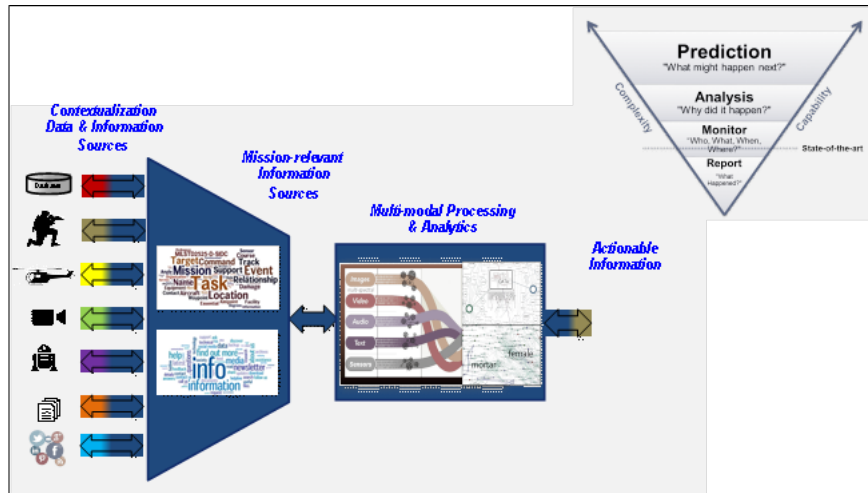 Prediction
"What might happen next?"
Analysis
"Why did it happen?"
Monitor
"Who, What, When,
Where?"
Report
"What
Happened?"
Complexity
Capability
State-of-the-art
Contextualization
Data & Information
Sources
Mission-relevant
Information
Sources
Multi-modal Processing
& Analytics
Actionable
Information
Database
Target Command Track
Mission Support Event
Name Task Relationship
Location
help
find out more
media
Info newsletter
information
Images
Video
Audio
Text
Sensors
female
mortar